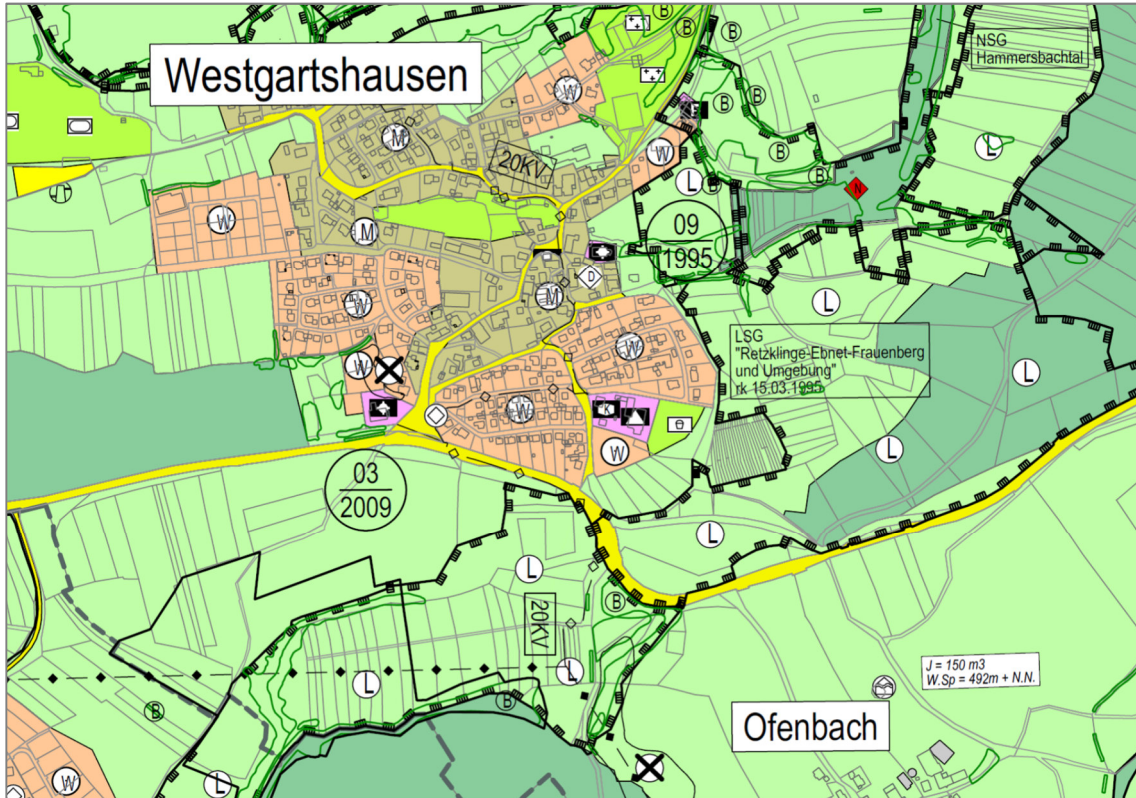 B
B
NSG
Hammersbachtal
Westgartshausen
W
B
B
B
M
20KV
W
L
B
L
B
B
N
W
M
09
1995
D
L
W
M
W
LSG
"Retzklinge-Ebnet-Frauenberg
und Umgebung"
rk 15.03.1995
W
L
W
K
W
L
03
2009
L
L
B
20KV
L
L
J = 150 m3
W.Sp = 492m + N.N.
B
Ofenbach
W
L